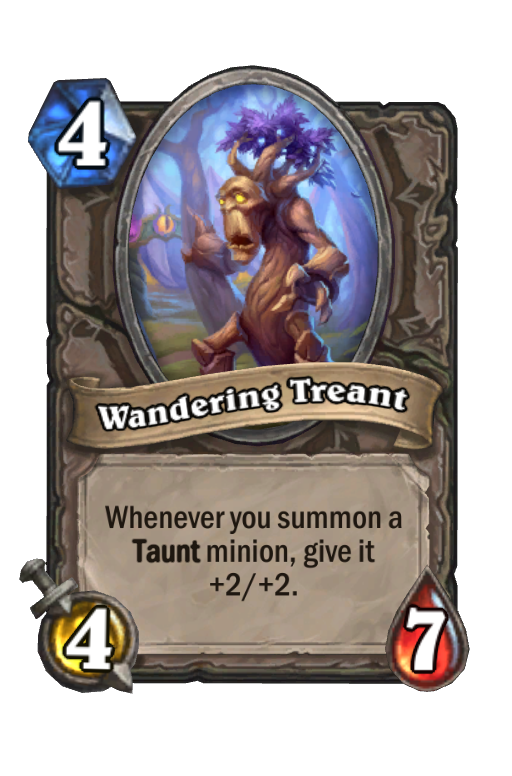 4
Wandering Treant
Whenever you summon a
Taunt minion, give it
+2/+2.
4
7